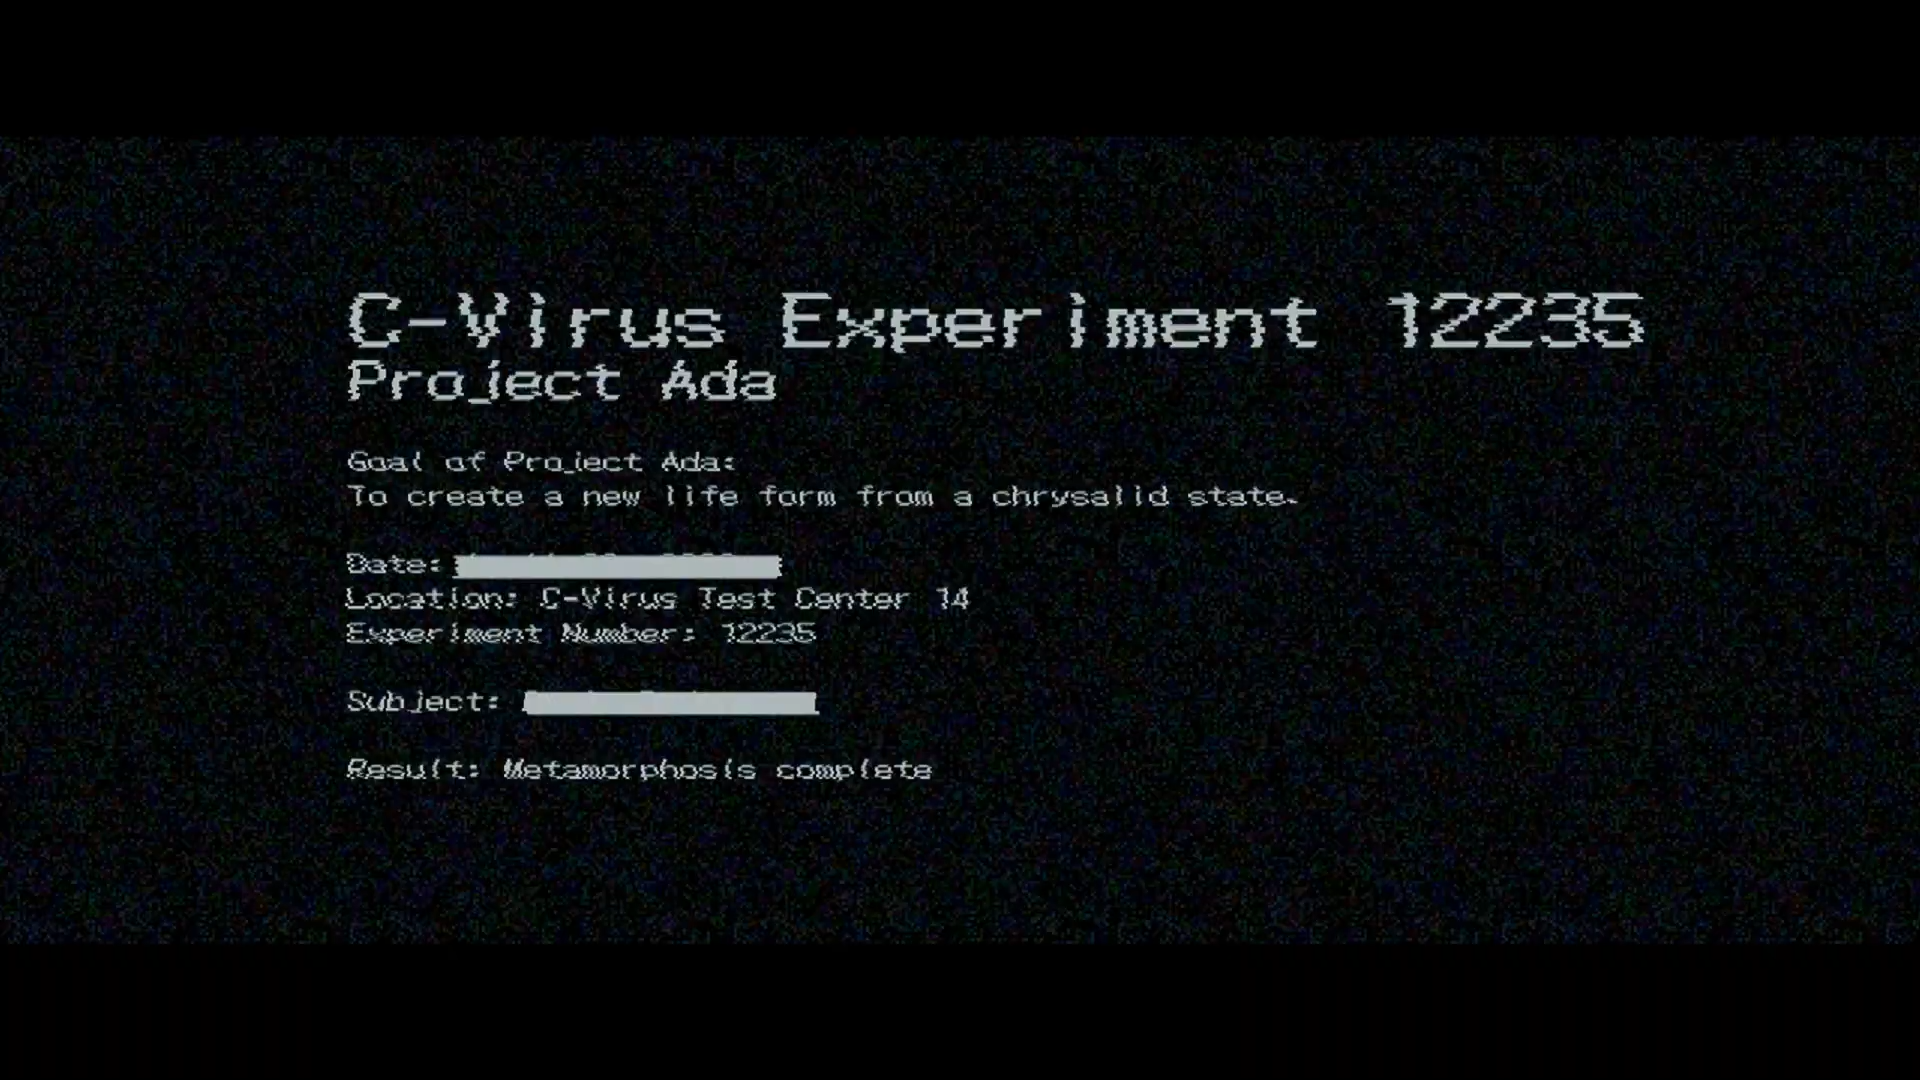 C-Virus Experiment 12235
Project Ada
Goal of Project Ada:
To create a new life form from a chrysalid state.
Date:
Location: C-Virus Test Center 14
Experiment Number: 12235
Subject:
Result: Metamorphosis complete